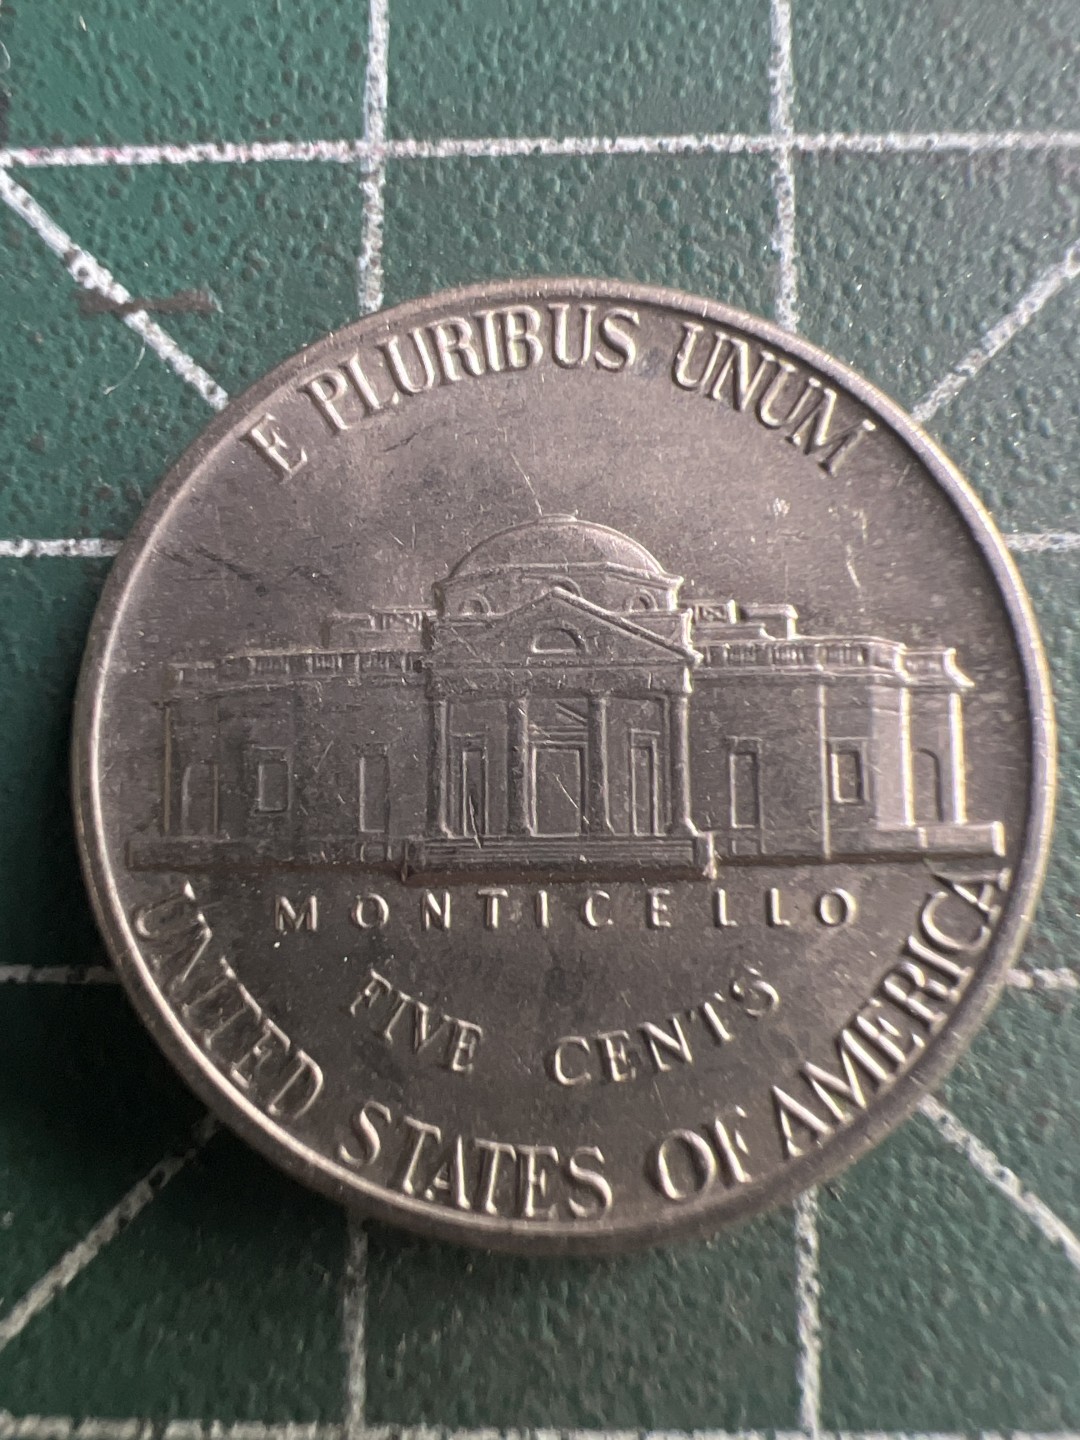 E PLURIBUS UNUM
MONTICELLO
FIVE CENTS
UNITED STATES OF AMERICA